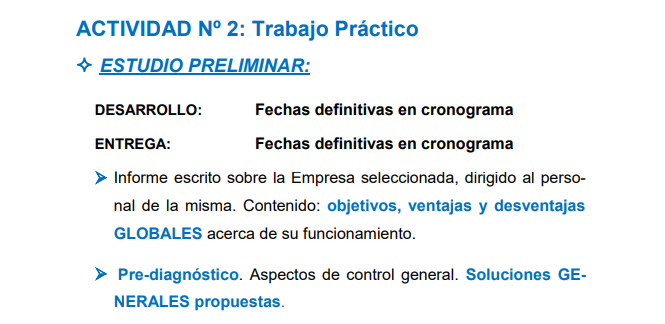 ACTIVIDAD Nº 2: Trabajo Práctico
✧ ESTUDIO PRELIMINAR:
DESARROLLO: Fechas definitivas en cronograma
ENTREGA: Fechas definitivas en cronograma
➢ Informe escrito sobre la Empresa seleccionada, dirigido al perso-
nal de la misma. Contenido: objetivos, ventajas y desventajas
GLOBALES acerca de su funcionamiento.
➢ Pre-diagnóstico. Aspectos de control general. Soluciones GE-
NERALES propuestas.